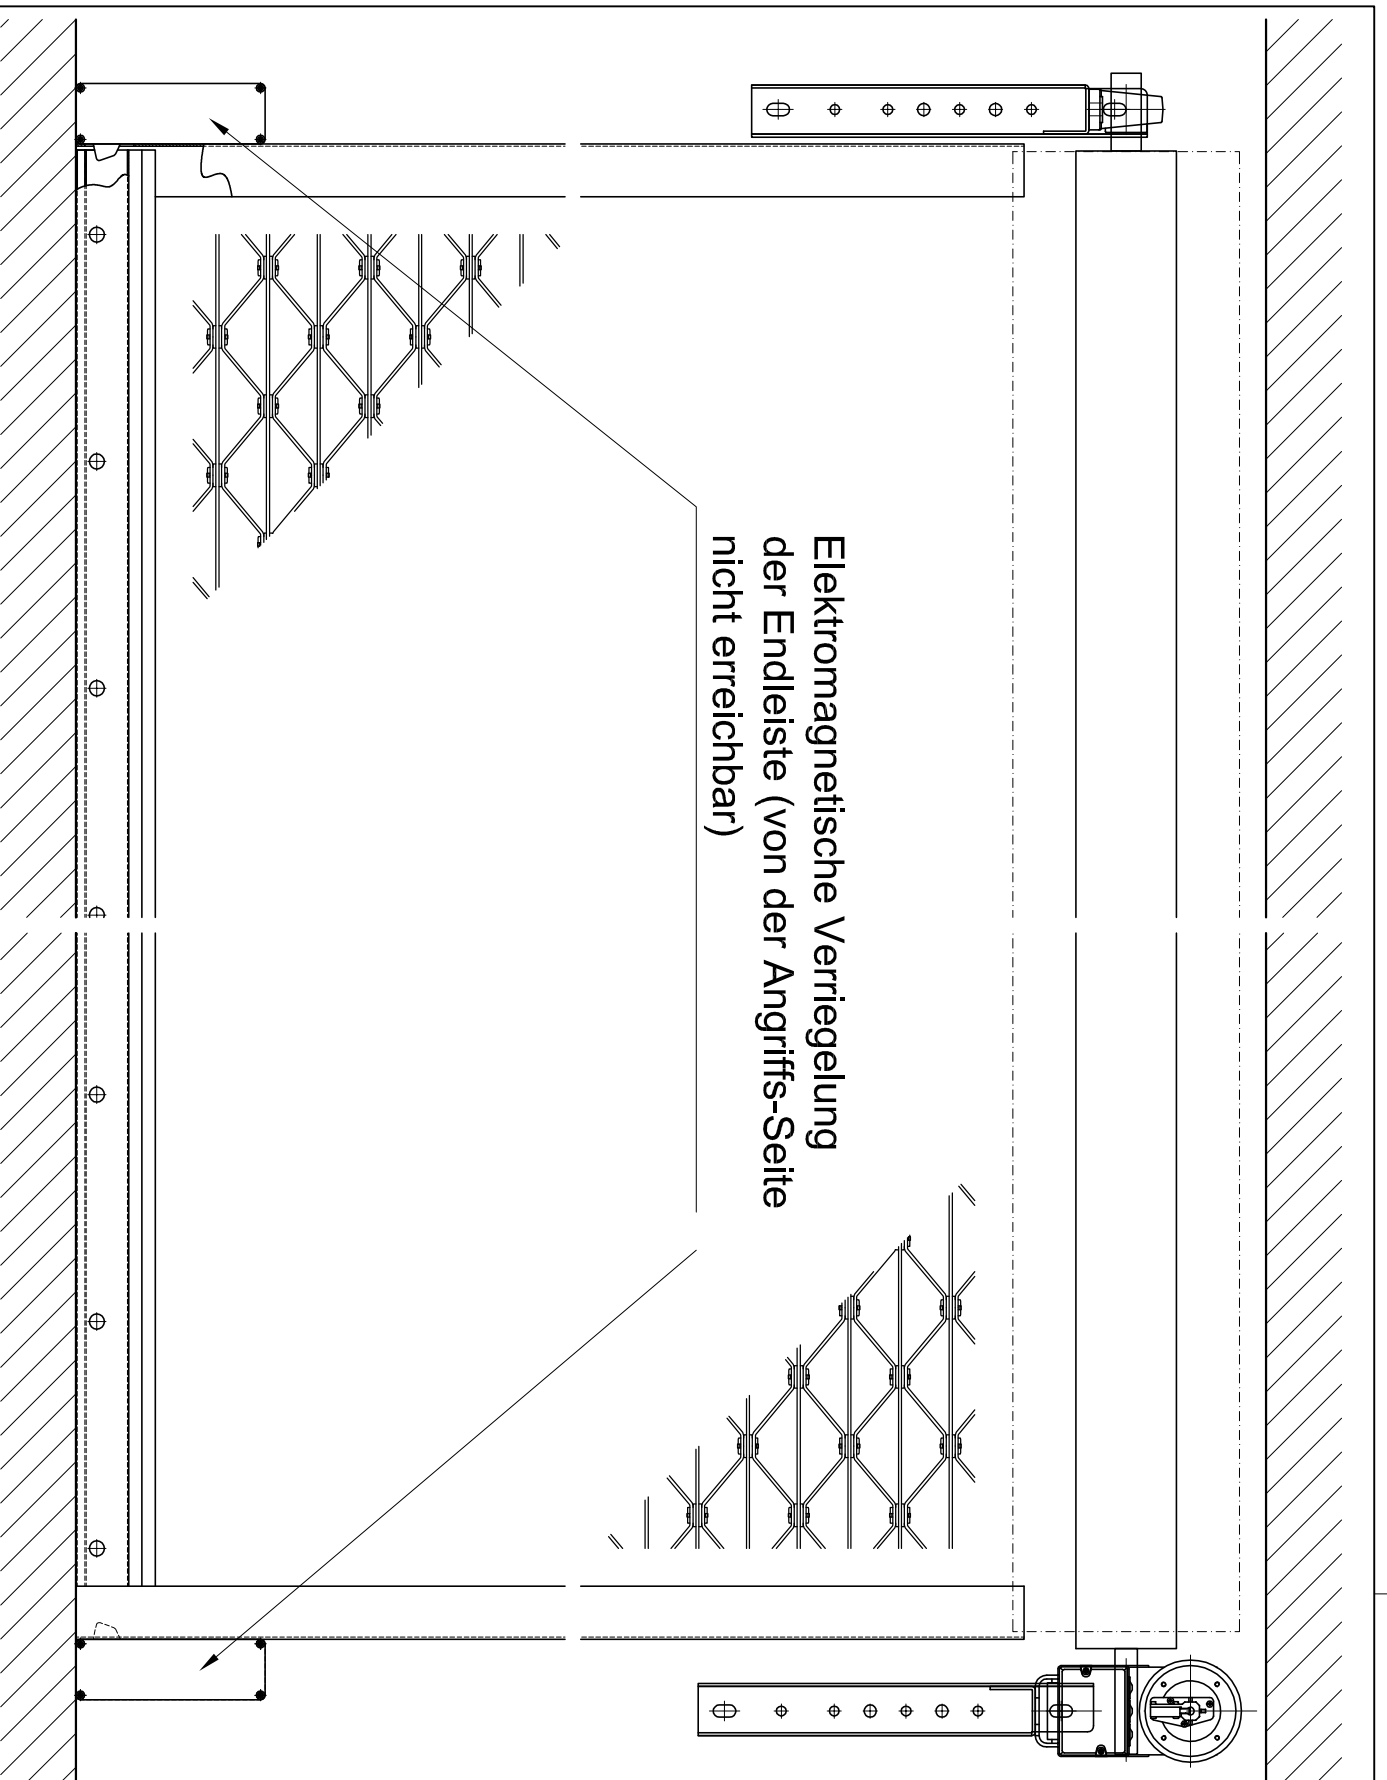 Elektromagnetische Verriegelung
der Endleiste (von der Angriffs-Seite
nicht erreichbar)